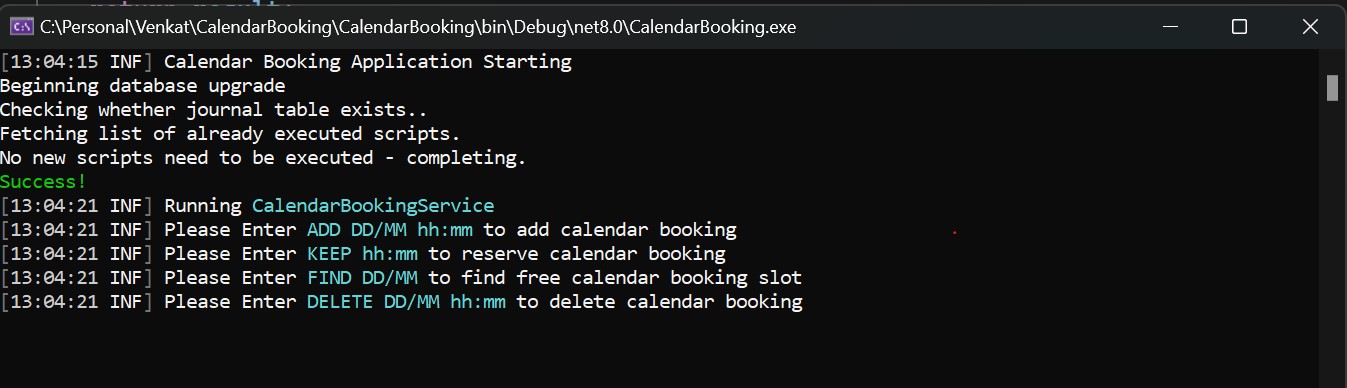 return result;
C:\Personal\Venkat\CalendarBooking\CalendarBooking\bin\Debug\net8.0\CalendarBooking.exe
[13:04:15 INF] Calendar Booking Application Starting
Beginning database upgrade
Checking whether journal table exists..
Fetching list of already executed scripts.
No new scripts need to be executed - completing.
Success!
[13:04:21 INF] Running CalendarBookingService
[13:04:21 INF] Please Enter ADD DD/MM hh:mm to add calendar booking
[13:04:21 INF] Please Enter KEEP hh:mm to reserve calendar booking
[13:04:21 INF] Please Enter FIND DD/MM to find free calendar booking slot
[13:04:21 INF] Please Enter DELETE DD/MM hh:mm to delete calendar booking